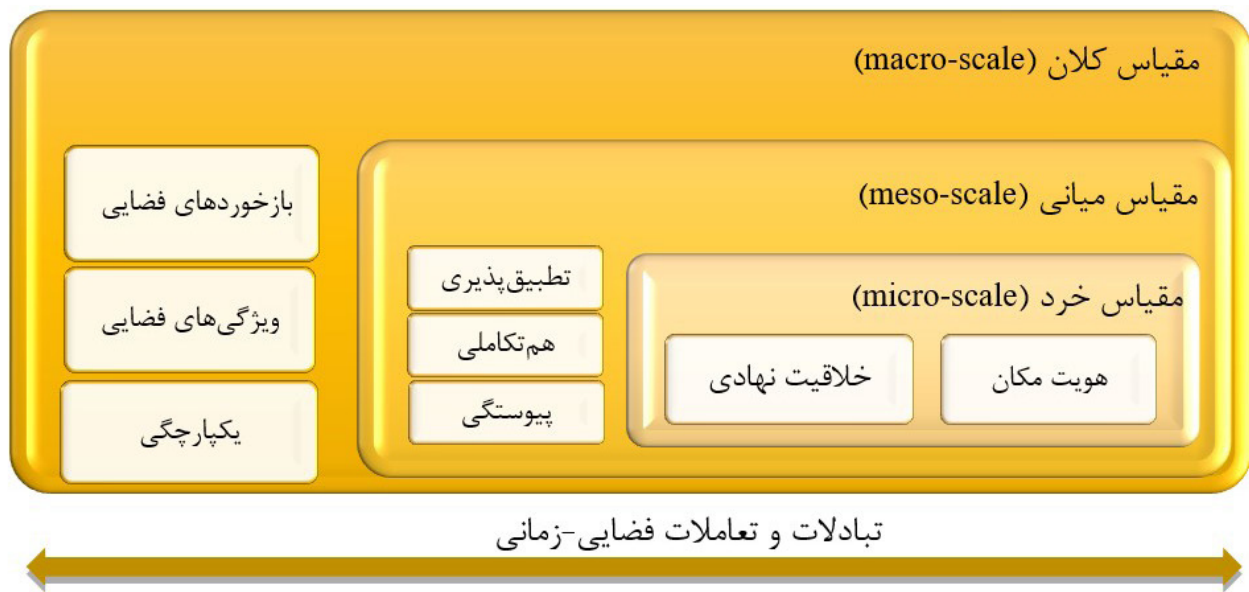 مقیاس کلان (macro-scale)
مقیاس میانی (meso-scale)
مقیاس خرد (micro-scale)
هویت مکان
خلاقیت نهادی
تطبیق‌پذیری
هم‌تکاملی
پیوستگی
بازخوردهای فضایی
ویژگی‌های فضایی
یکپارچگی
تبادلات و تعاملات فضایی-زمانی